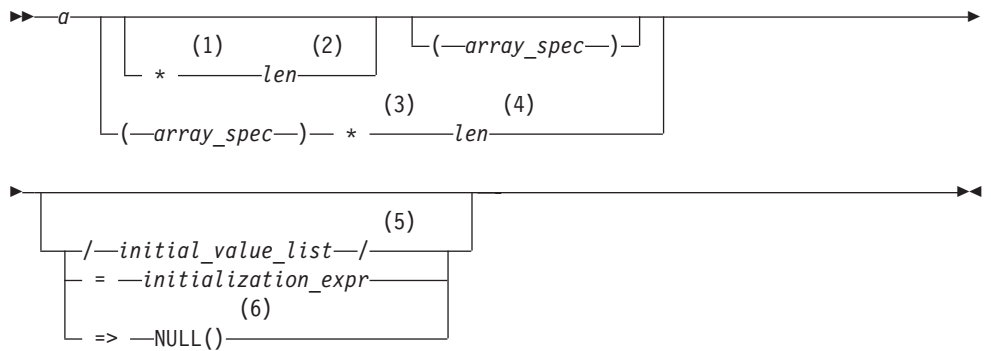 a ( array_spec )
(1) (2)
* len
(3) (4)
( array_spec ) * len
(5)
/ initial_value_list /
= initialization_expr
(6)
=> NULL()